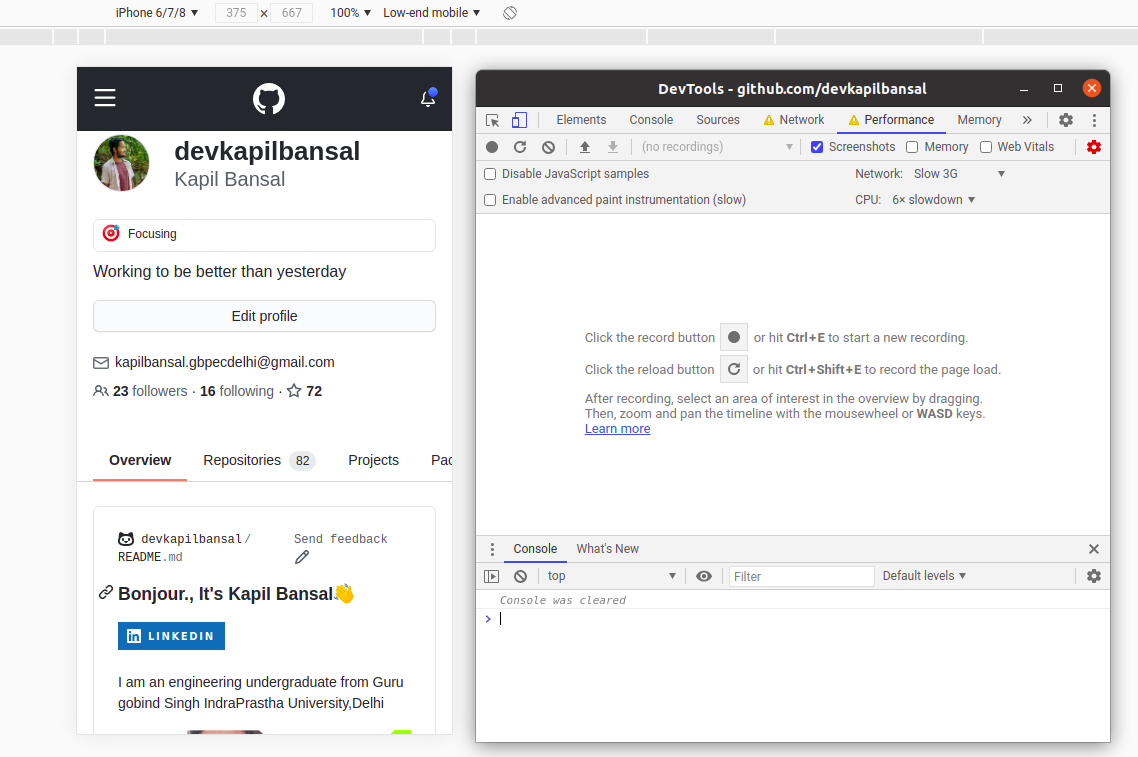 iPhone 6/7/8 ▼ 375 × 667 100% ▼ Low-end mobile ▼
devkapilbansal
Kapil Bansal
Focusing
Working to be better than yesterday
Edit profile
kapilbansal.gbpecdelhi@gmail.com
23 followers · 16 following · 72
Overview Repositories 82 Projects Pac
devkapilbansal/ Send feedback
README.md
Bonjour., It's Kapil Bansal👋
in LINKEDIN
I am an engineering undergraduate from Guru
gobind Singh IndraPrastha University,Delhi
DevTools - github.com/devkapilbansal
Elements Console Sources Network Performance Memory »
(no recordings) Screenshots Memory Web Vitals
Disable JavaScript samples Network: Slow 3G ▼
Enable advanced paint instrumentation (slow) CPU: 6× slowdown ▼
Click the record button or hit Ctrl+E to start a new recording.
Click the reload button or hit Ctrl+Shift+E to record the page load.
After recording, select an area of interest in the overview by dragging.
Then, zoom and pan the timeline with the mousewheel or WASD keys.
Learn more
Console What's New
top ▼ Filter Default levels ▼
Console was cleared
>